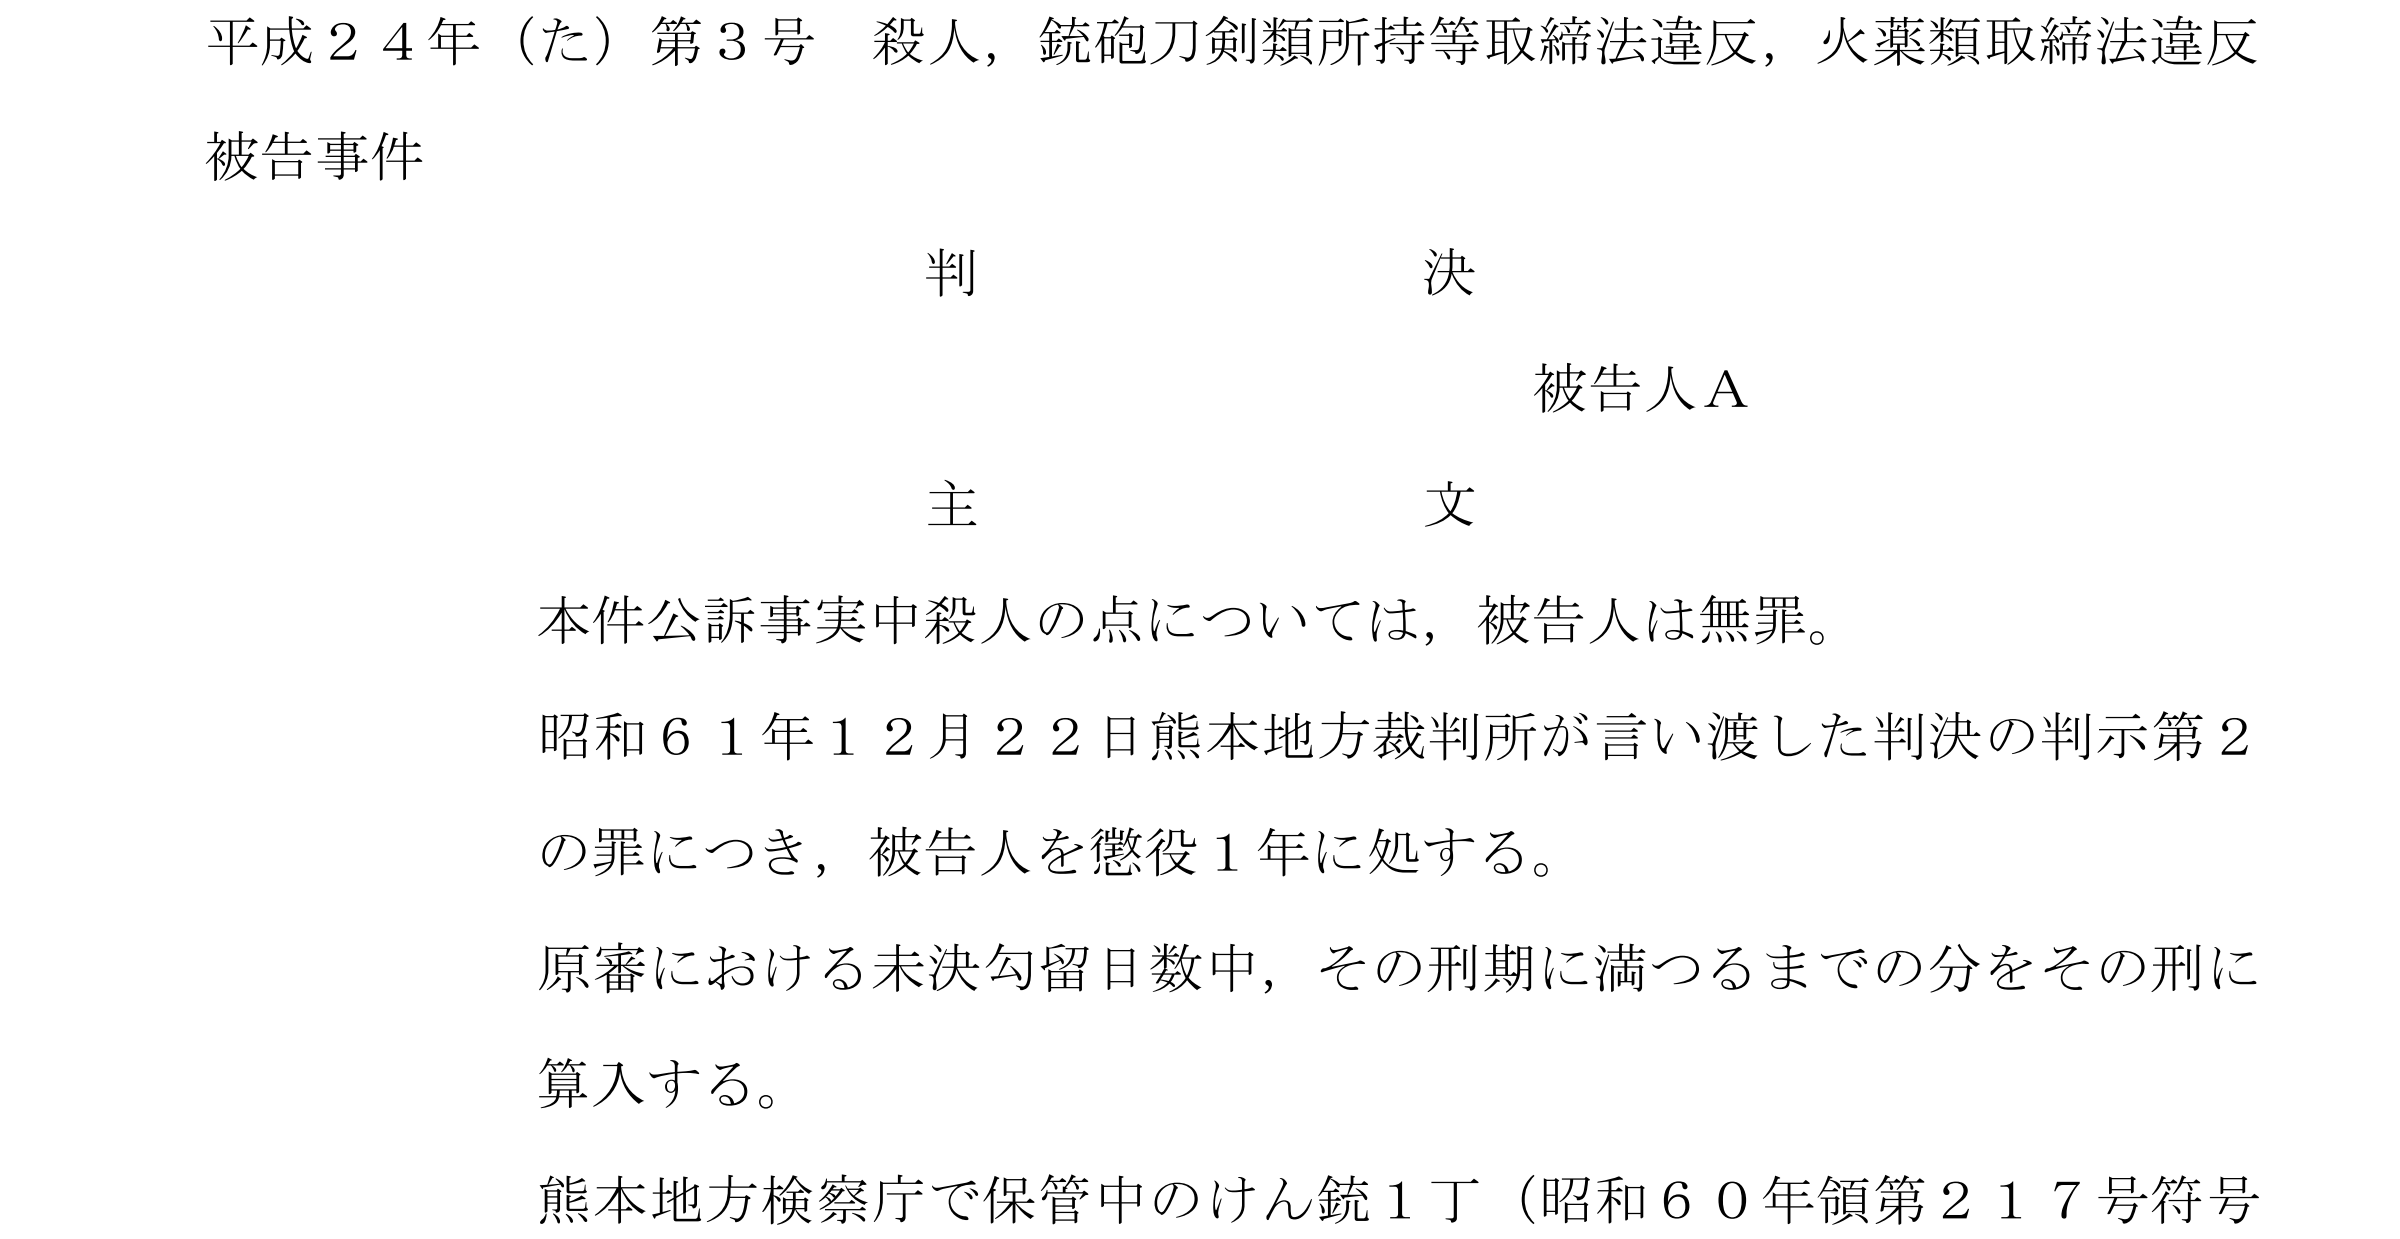 平成２４年（た）第３号　殺人，銃砲刀剣類所持等取締法違反，火薬類取締法違反
被告事件
判　　　　　　　　決
被告人Ａ
主　　　　　　　　文
本件公訴事実中殺人の点については，被告人は無罪。
昭和６１年１２月２２日熊本地方裁判所が言い渡した判決の判示第２
の罪につき，被告人を懲役１年に処する。
原審における未決勾留日数中，その刑期に満つるまでの分をその刑に
算入する。
熊本地方検察庁で保管中のけん銃１丁（昭和６０年領第２１７号符号